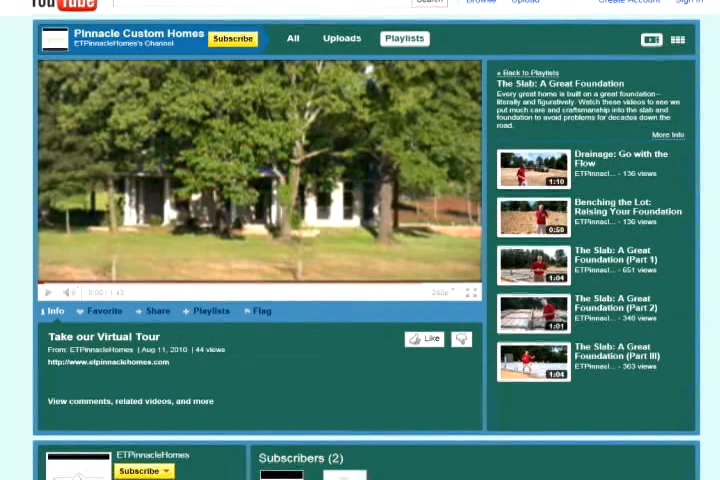 You Tube
Search
Browse
Upload
Create Account
Sign In
Pinnacle Custom Homes
ETPinnacleHomes's Channel
Subscribe
All
Uploads
Playlists
« Back to Playlists
The Slab: A Great Foundation
Every great home is built on a great foundation--
literally and figuratively. Watch these videos to see we
put much care and craftsmanship into the slab and
foundation to avoid problems for decades down the
road.
More Info
Drainage: Go with the
Flow
ETPinnacl... - 136 views
1:10
Benching the Lot:
Raising Your Foundation
ETPinnacl... - 136 views
0:59
The Slab: A Great
Foundation (Part 1)
ETPinnacl... - 651 views
1:04
The Slab: A Great
Foundation (Part 2)
ETPinnacl... - 346 views
1:01
The Slab: A Great
Foundation (Part III)
ETPinnacl... - 363 views
1:04
0:00 / 1:43
240p
Info
Favorite
Share
Playlists
Flag
Take our Virtual Tour
From: ETPinnacleHomes | Aug 11, 2010 | 44 views
http://www.etpinnaclehomes.com
Like
View comments, related videos, and more
ETPinnacleHomes
Subscribe
Subscribers (2)